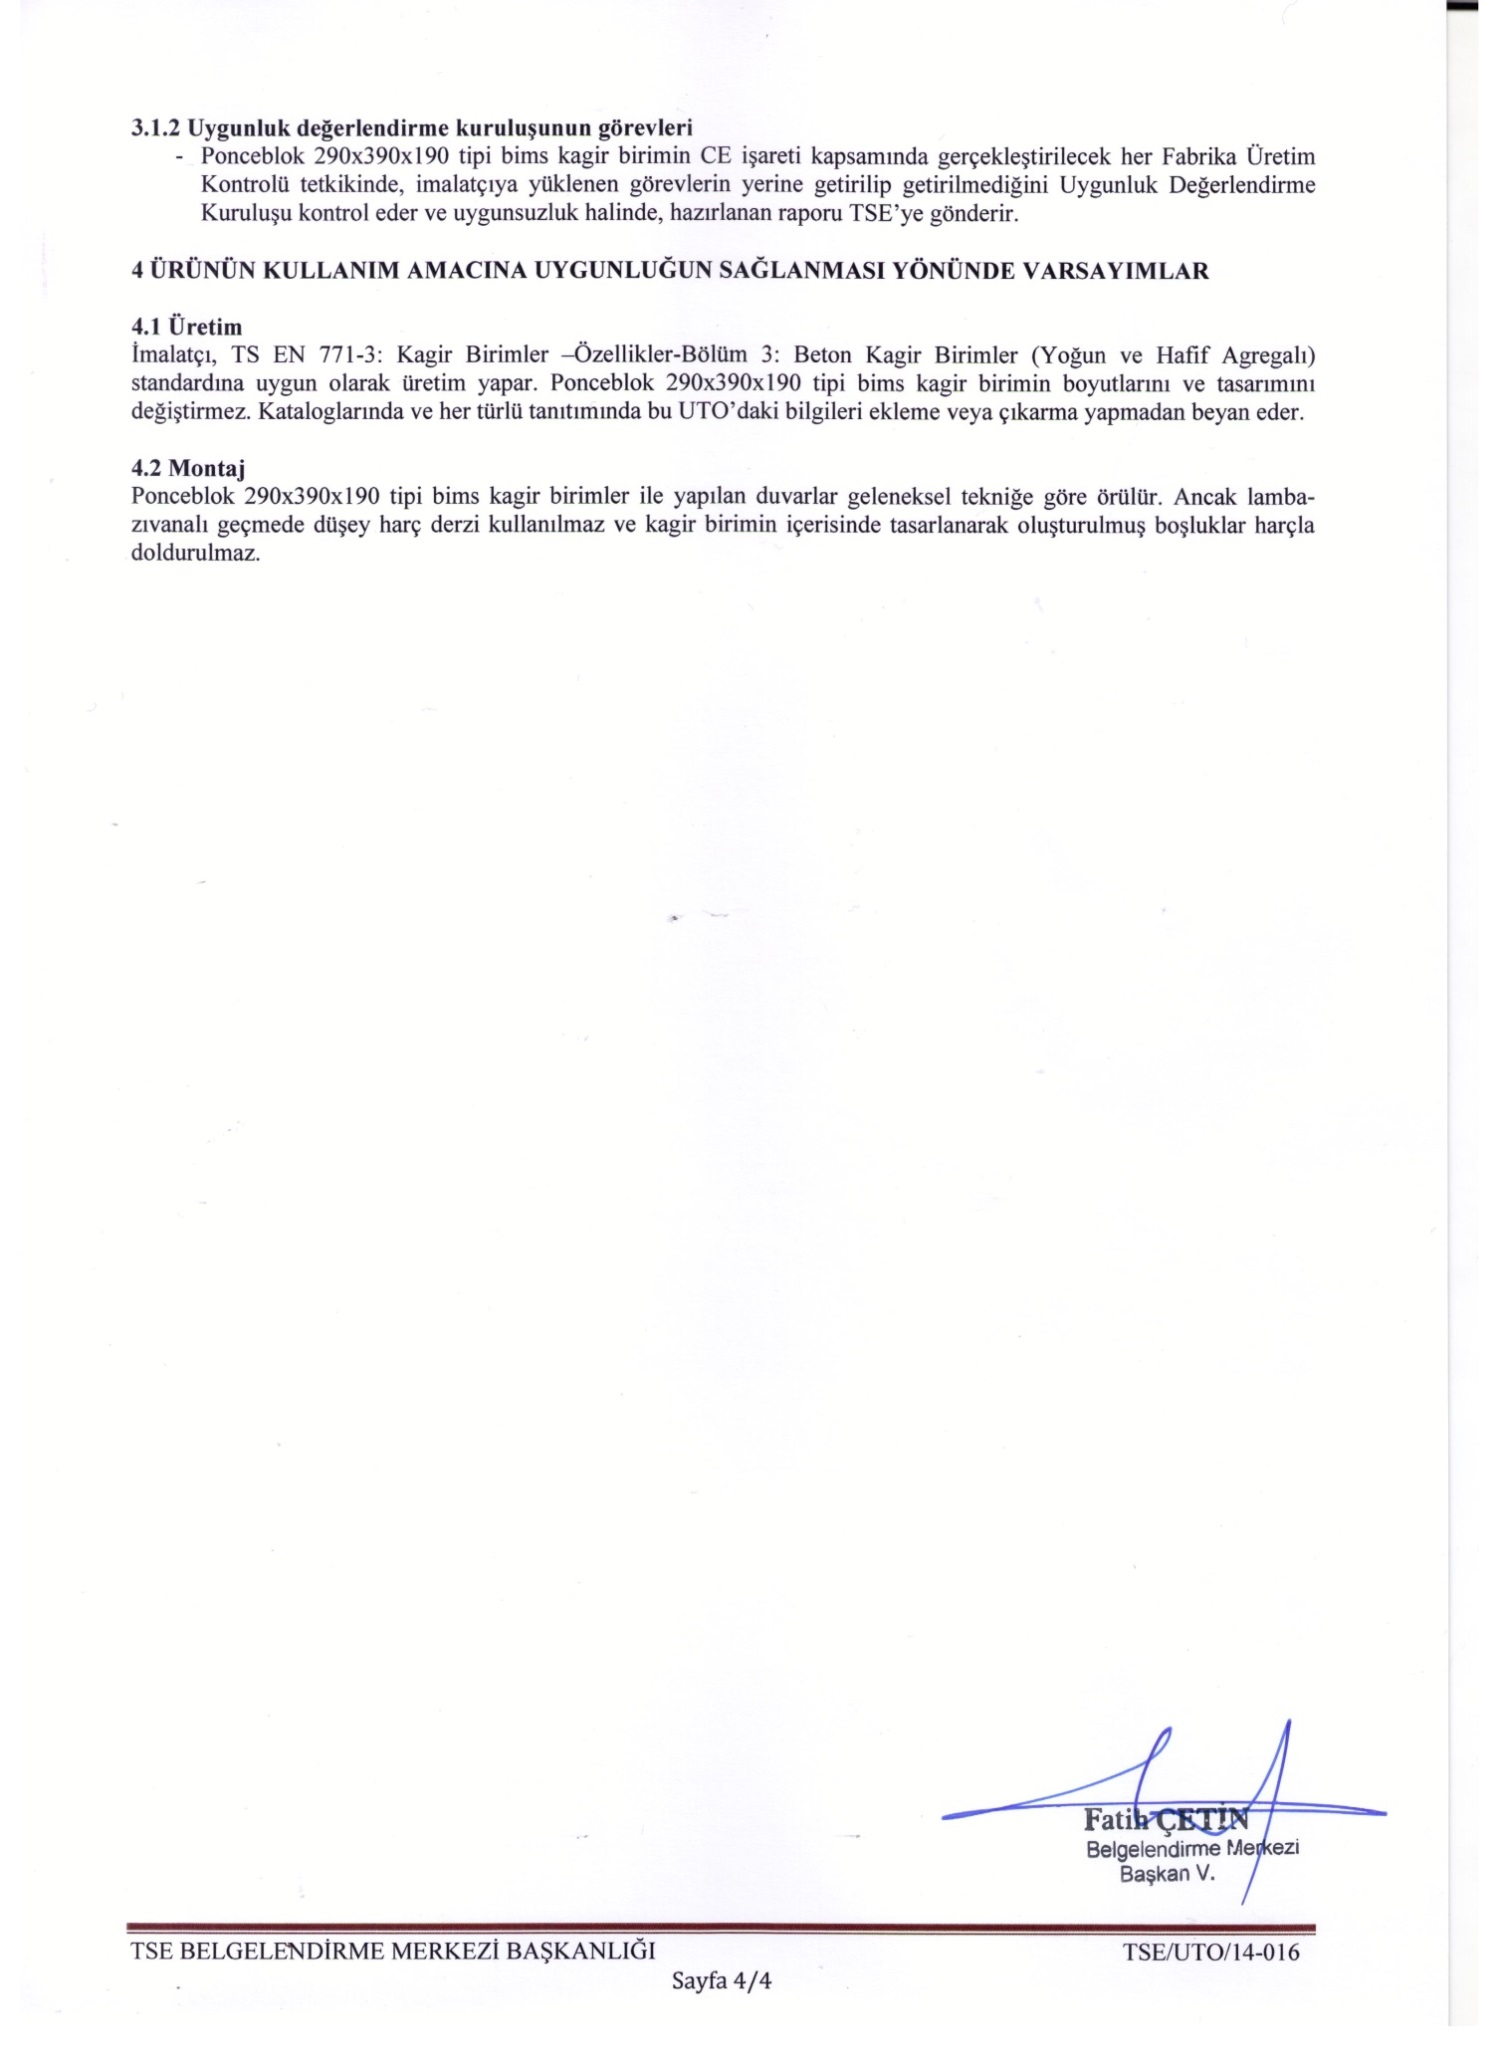 3.1.2 Uygunluk değerlendirme kuruluşunun görevleri
- Ponceblok 290x390x190 tipi bims kagir birimin CE işareti kapsamında gerçekleştirilecek her Fabrika Üretim
Kontrolü tetkikinde, imalatçıya yüklenen görevlerin yerine getirilip getirilmediğini Uygunluk Değerlendirme
Kuruluşu kontrol eder ve uygunsuzluk halinde, hazırlanan raporu TSE’ye gönderir.
4 ÜRÜNÜN KULLANIM AMACINA UYGUNLUĞUN SAĞLANMASI YÖNÜNDE VARSAYIMLAR
4.1 Üretim
İmalatçı, TS EN 771-3: Kagir Birimler –Özellikler-Bölüm 3: Beton Kagir Birimler (Yoğun ve Hafif Agregalı)
standardına uygun olarak üretim yapar. Ponceblok 290x390x190 tipi bims kagir birimin boyutlarını ve tasarımını
değiştirmez. Kataloglarında ve her türlü tanıtımında bu UTO’daki bilgileri ekleme veya çıkarma yapmadan beyan eder.
4.2 Montaj
Ponceblok 290x390x190 tipi bims kagir birimler ile yapılan duvarlar geleneksel tekniğe göre örülür. Ancak lamba-
zıvanalı geçmede düşey harç derzi kullanılmaz ve kagir birimin içerisinde tasarlanarak oluşturulmuş boşluklar harçla
doldurulmaz.
Fatih ÇETİN
Belgelendirme Merkezi
Başkan V.
TSE BELGELENDİRME MERKEZİ BAŞKANLIĞI TSE/UTO/14-016
Sayfa 4/4